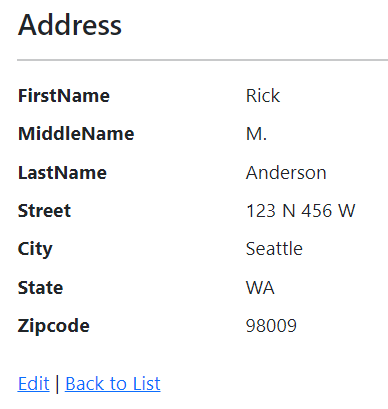 Address
FirstName Rick
MiddleName M.
LastName Anderson
Street 123 N 456 W
City Seattle
State WA
Zipcode 98009
Edit | Back to List